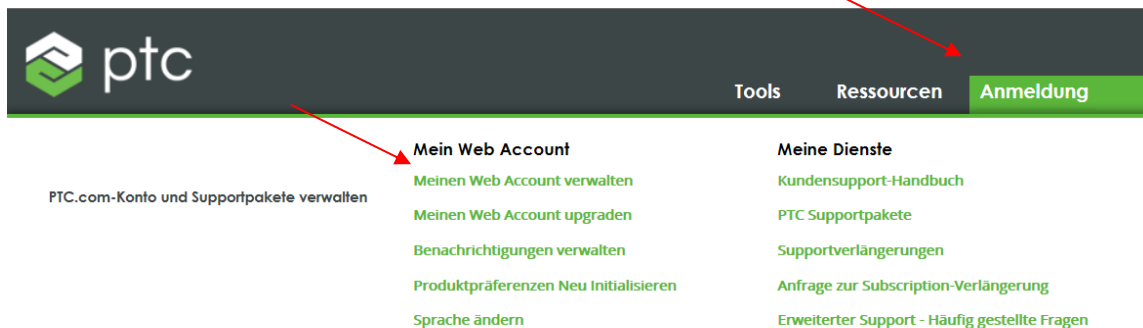 ptc
Tools Ressourcen Anmeldung
PTC.com-Konto und Supportpakete verwalten
Mein Web Account
Meinen Web Account verwalten
Meinen Web Account upgraden
Benachrichtigungen verwalten
Produktpräferenzen Neu Initialisieren
Sprache ändern
Meine Dienste
Kundensupport-Handbuch
PTC Supportpakete
Supportverlängerungen
Anfrage zur Subscription-Verlängerung
Erweiterter Support - Häufig gestellte Fragen